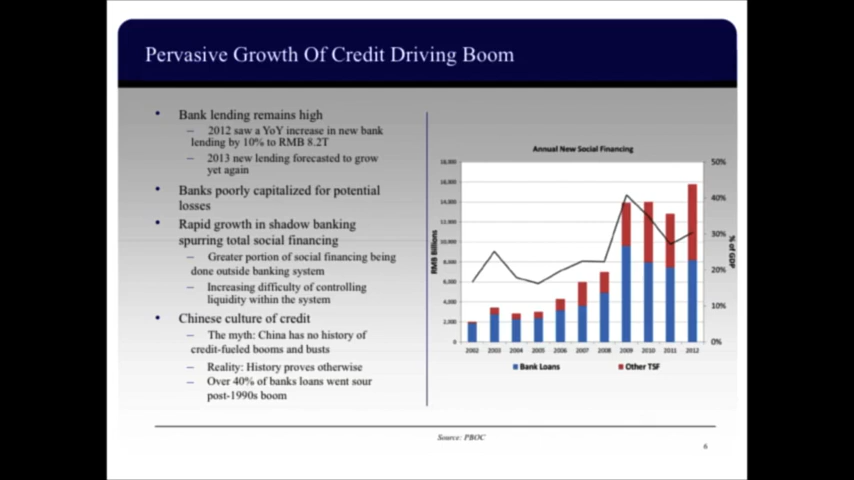 Pervasive Growth Of Credit Driving Boom
• Bank lending remains high
– 2012 saw a YoY increase in new bank
lending by 10% to RMB 8.2T
– 2013 new lending forecasted to grow
yet again
• Banks poorly capitalized for potential
losses
• Rapid growth in shadow banking
spurring total social financing
– Greater portion of social financing being
done outside banking system
– Increasing difficulty of controlling
liquidity within the system
• Chinese culture of credit
– The myth: China has no history of
credit-fueled booms and busts
– Reality: History proves otherwise
– Over 40% of banks loans went sour
post-1990s boom
Annual New Social Financing
RMB Billions
18,000
16,000
14,000
12,000
10,000
8,000
6,000
4,000
2,000
0
50%
40%
30%
20%
10%
0%
% of GDP
2002 2003 2004 2005 2006 2007 2008 2009 2010 2011 2012
Bank Loans Other TSF
Source: PBOC
6